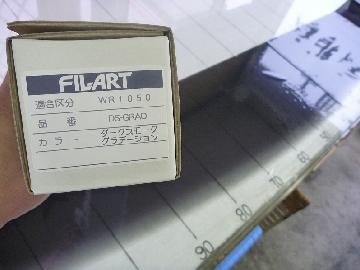 FILART
適合区分 WR1050
品番 DS-GRAD
カラー ダークスモーク
グラデーション
60
70
80
90